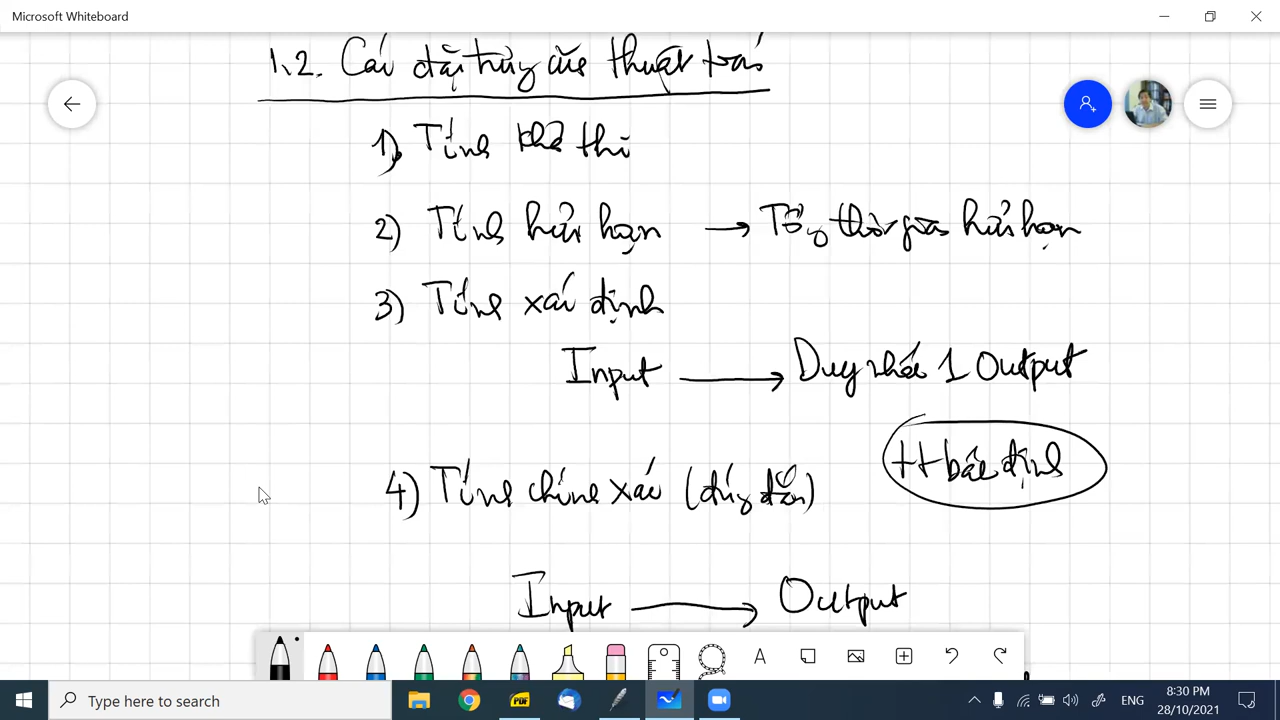 Microsoft Whiteboard
1.2. Các đặc trưng của thuật toán
1) Tính khả thi
2) Tính hữu hạn → Tổng thời gian hữu hạn
3) Tính xác định
Input → Duy nhất 1 Output
TT bất định
4) Tính chính xác (đúng đắn)
Input → Output
A
Type here to search
PDF
ENG
8:30 PM
28/10/2021